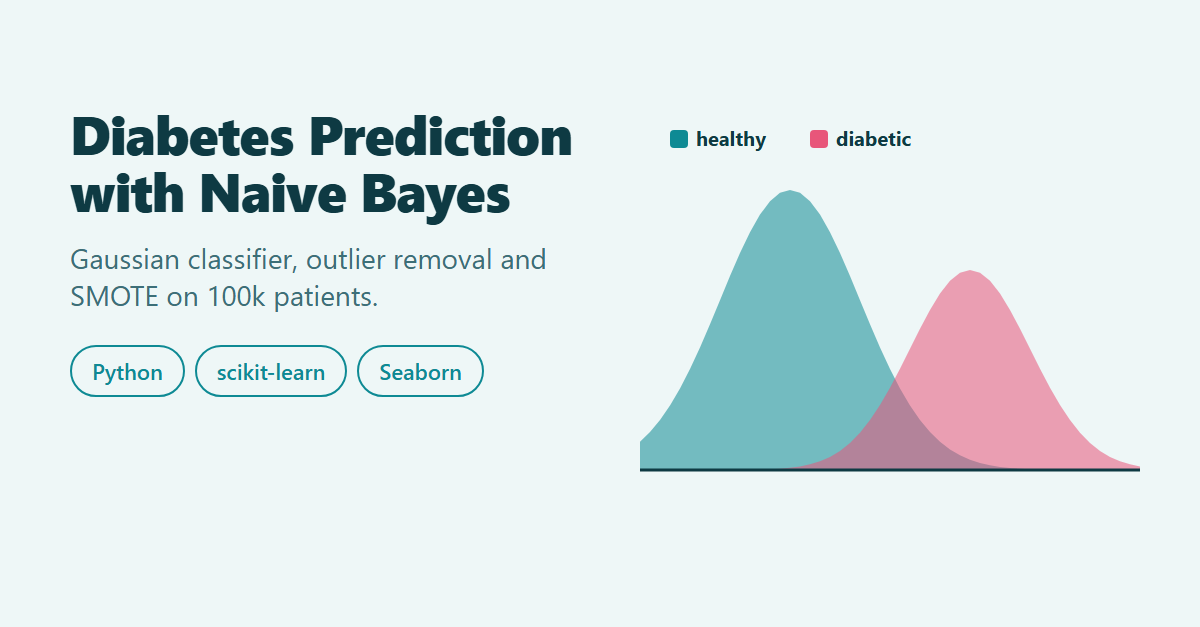 Diabetes Prediction
with Naive Bayes
Gaussian classifier, outlier removal and
SMOTE on 100k patients.
Python scikit-learn Seaborn
healthy diabetic